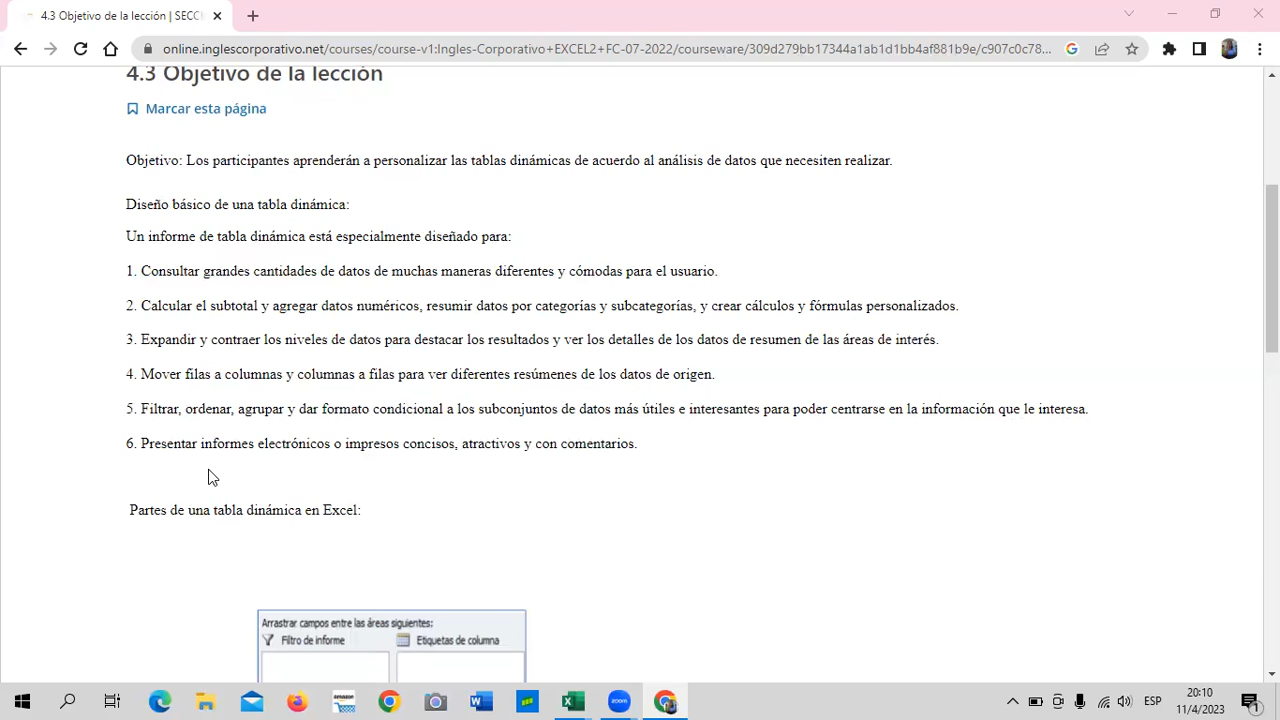 4.3 Objetivo de la lección | SECCI
online.inglescorporativo.net/courses/course-v1:Ingles-Corporativo+EXCEL2+FC-07-2022/courseware/309d279bb17344a1ab1d1bb4af881b9e/c907c0c78...
4.3 Objetivo de la lección
Marcar esta página
Objetivo: Los participantes aprenderán a personalizar las tablas dinámicas de acuerdo al análisis de datos que necesiten realizar.
Diseño básico de una tabla dinámica:
Un informe de tabla dinámica está especialmente diseñado para:
1. Consultar grandes cantidades de datos de muchas maneras diferentes y cómodas para el usuario.
2. Calcular el subtotal y agregar datos numéricos, resumir datos por categorías y subcategorías, y crear cálculos y fórmulas personalizados.
3. Expandir y contraer los niveles de datos para destacar los resultados y ver los detalles de los datos de resumen de las áreas de interés.
4. Mover filas a columnas y columnas a filas para ver diferentes resúmenes de los datos de origen.
5. Filtrar, ordenar, agrupar y dar formato condicional a los subconjuntos de datos más útiles e interesantes para poder centrarse en la información que le interesa.
6. Presentar informes electrónicos o impresos concisos, atractivos y con comentarios.
Partes de una tabla dinámica en Excel:
Arrastrar campos entre las áreas siguientes:
Filtro de informe Etiquetas de columna
amazon
zoom
ESP
20:10
11/4/2023